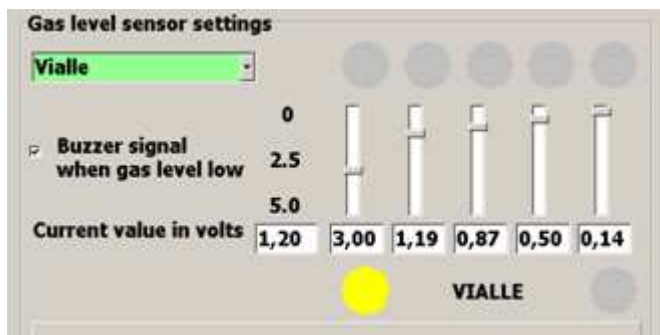 Gas level sensor settings
Vialle
0
Buzzer signal
when gas level low
2.5
5.0
Current value in volts 1,20 3,00 1,19 0,87 0,50 0,14
VIALLE